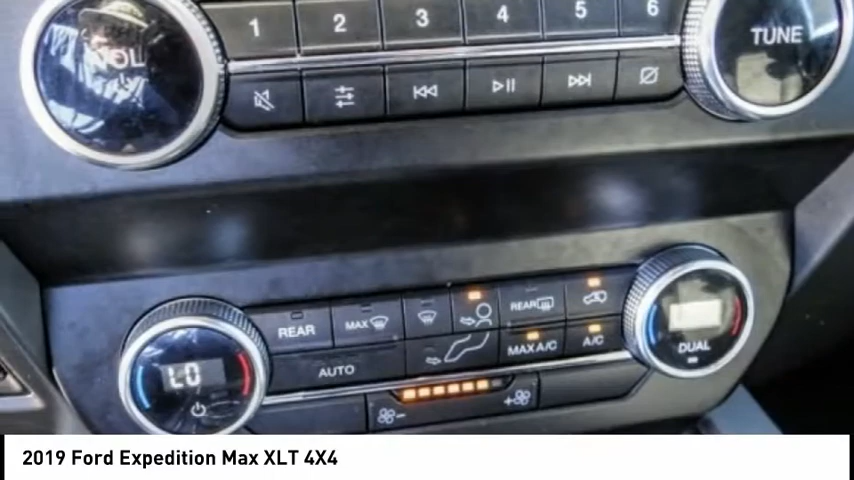 1 2 3 4 5 6
VOL
TUNE
REAR MAX REAR
AUTO MAX A/C A/C
LO
DUAL
2019 Ford Expedition Max XLT 4X4